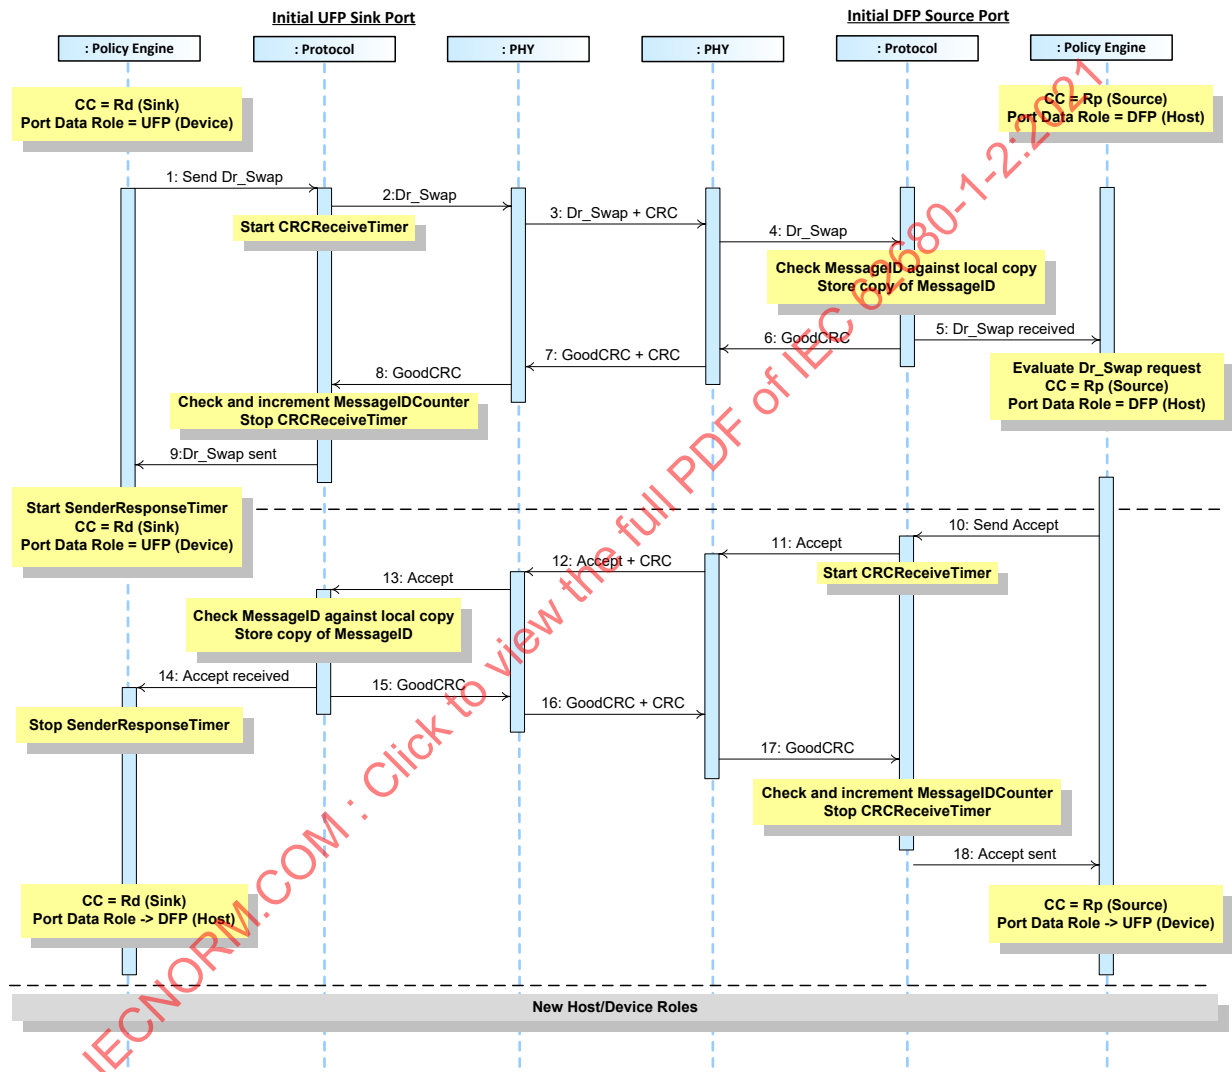 Initial UFP Sink Port
Initial DFP Source Port
: Policy Engine
: Protocol
: PHY
: PHY
: Protocol
: Policy Engine
CC = Rd (Sink)
Port Data Role = UFP (Device)
CC = Rp (Source)
Port Data Role = DFP (Host)
1: Send Dr_Swap
2:Dr_Swap
Start CRCReceiveTimer
3: Dr_Swap + CRC
4: Dr_Swap
Check MessageID against local copy
Store copy of MessageID
5: Dr_Swap received
6: GoodCRC
7: GoodCRC + CRC
8: GoodCRC
Evaluate Dr_Swap request
CC = Rp (Source)
Port Data Role = DFP (Host)
Check and increment MessageIDCounter
Stop CRCReceiveTimer
9:Dr_Swap sent
Start SenderResponseTimer
CC = Rd (Sink)
Port Data Role = UFP (Device)
10: Send Accept
11: Accept
Start CRCReceiveTimer
12: Accept + CRC
13: Accept
Check MessageID against local copy
Store copy of MessageID
14: Accept received
15: GoodCRC
Stop SenderResponseTimer
16: GoodCRC + CRC
17: GoodCRC
Check and increment MessageIDCounter
Stop CRCReceiveTimer
18: Accept sent
CC = Rd (Sink)
Port Data Role -> DFP (Host)
CC = Rp (Source)
Port Data Role -> UFP (Device)
New Host/Device Roles
IECNORM.COM : Click to view the full PDF of IEC 62680-1-2:2021